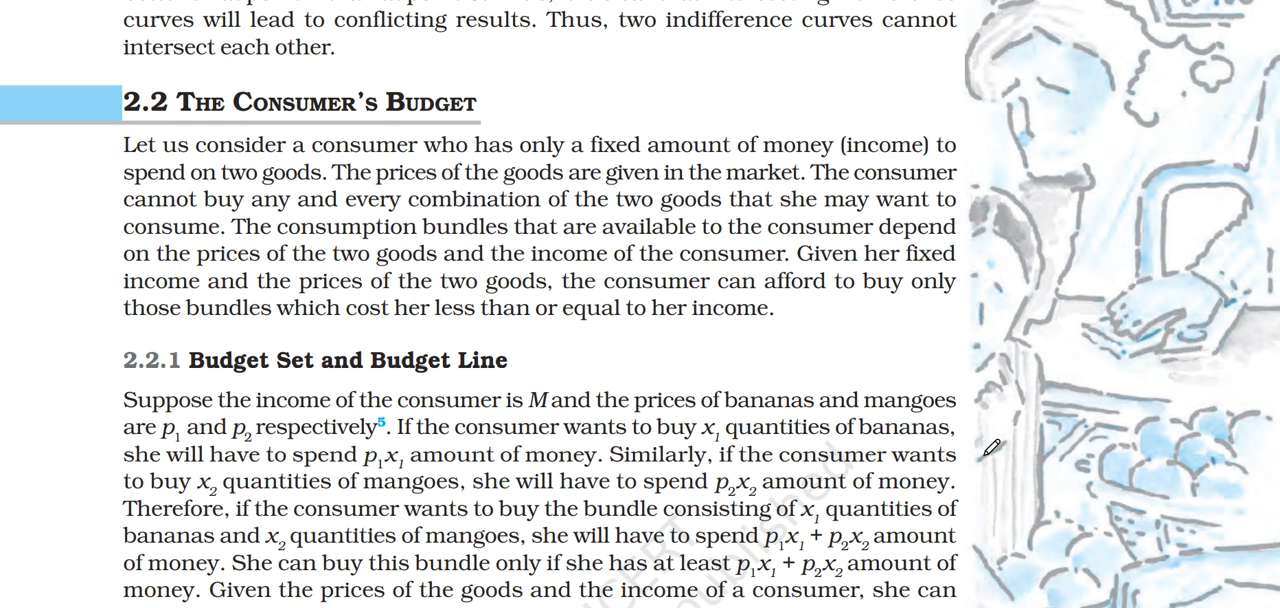 curves will lead to conflicting results. Thus, two indifference curves cannot
intersect each other.
2.2 THE CONSUMER'S BUDGET
Let us consider a consumer who has only a fixed amount of money (income) to
spend on two goods. The prices of the goods are given in the market. The consumer
cannot buy any and every combination of the two goods that she may want to
consume. The consumption bundles that are available to the consumer depend
on the prices of the two goods and the income of the consumer. Given her fixed
income and the prices of the two goods, the consumer can afford to buy only
those bundles which cost her less than or equal to her income.
2.2.1 Budget Set and Budget Line
Suppose the income of the consumer is M and the prices of bananas and mangoes
are p₁ and p₂ respectively⁵. If the consumer wants to buy x₁ quantities of bananas,
she will have to spend p₁x₁ amount of money. Similarly, if the consumer wants
to buy x₂ quantities of mangoes, she will have to spend p₂x₂ amount of money.
Therefore, if the consumer wants to buy the bundle consisting of x₁ quantities of
bananas and x₂ quantities of mangoes, she will have to spend p₁x₁ + p₂x₂ amount
of money. She can buy this bundle only if she has at least p₁x₁ + p₂x₂ amount of
money. Given the prices of the goods and the income of a consumer, she can
NCERT
published